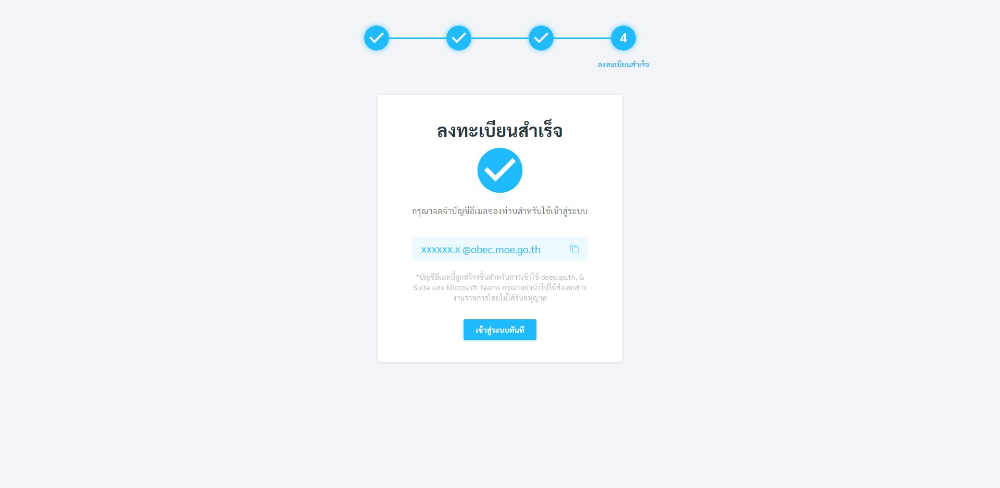 4
ลงทะเบียนสำเร็จ
ลงทะเบียนสำเร็จ
กรุณาจดจำบัญชีอีเมลของท่านสำหรับใช้เข้าสู่ระบบ
xxxxxx.x @obec.moe.go.th
*บัญชีอีเมลนี้ถูกสร้างขึ้นสำหรับการเข้าใช้ deep.go.th, G
Suite และ Microsoft Teams กรุณาอย่านำไปใช้ส่งเอกสาร
งานราชการโดยไม่ได้รับอนุญาต
เข้าสู่ระบบทันที